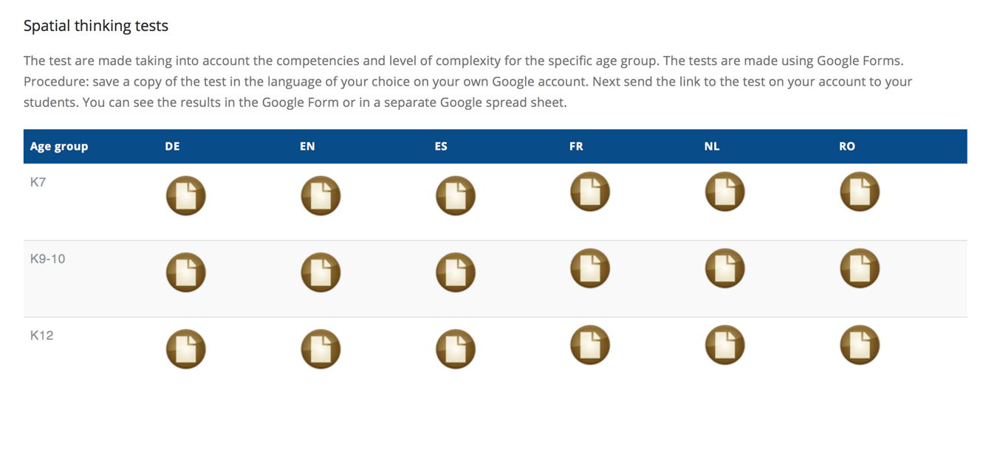 Spatial thinking tests
The test are made taking into account the competencies and level of complexity for the specific age group. The tests are made using Google Forms.
Procedure: save a copy of the test in the language of your choice on your own Google account. Next send the link to the test on your account to your
students. You can see the results in the Google Form or in a separate Google spread sheet.
Age group DE EN ES FR NL RO
K7
K9-10
K12